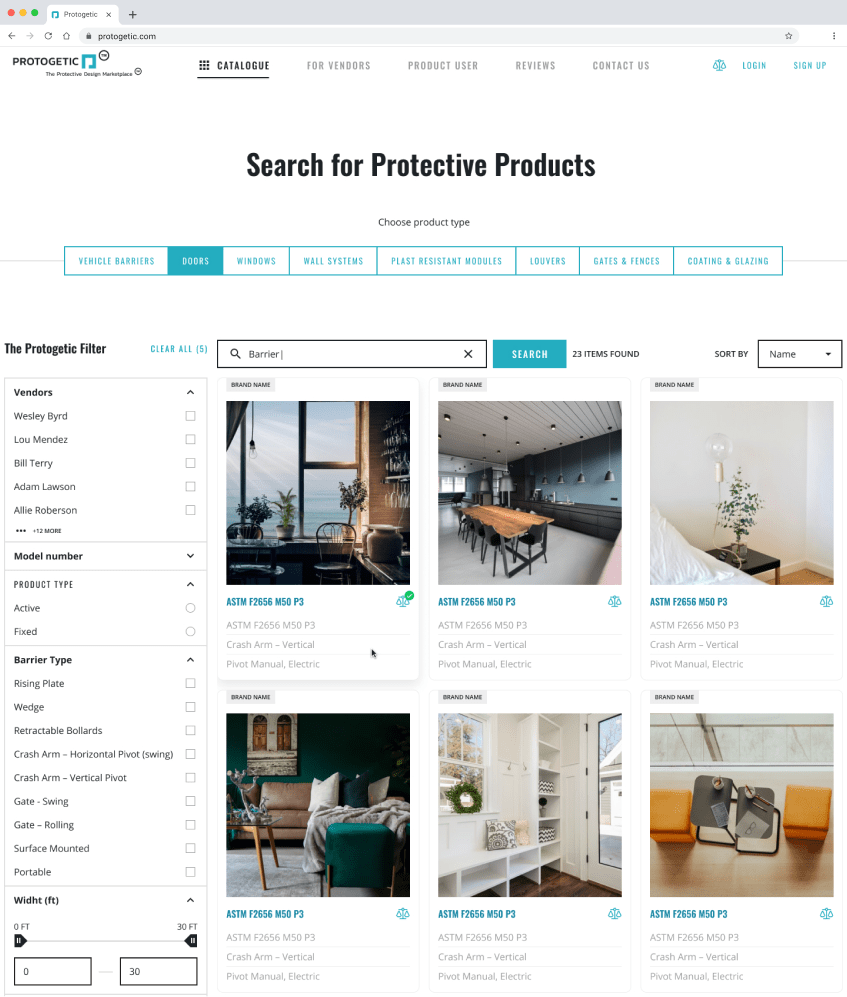 Protogetic
protogetic.com
PROTOGETIC TM
The Protective Design Marketplace
CATALOGUE
FOR VENDORS
PRODUCT USER
REVIEWS
CONTACT US
LOGIN
SIGN UP
Search for Protective Products
Choose product type
VEHICLE BARRIERS
DOORS
WINDOWS
WALL SYSTEMS
PLAST RESISTANT MODULES
LOUVERS
GATES & FENCES
COATING & GLAZING
The Protogetic Filter
CLEAR ALL (5)
Barrier
SEARCH
23 ITEMS FOUND
SORT BY
Name
Vendors
Wesley Byrd
Lou Mendez
Bill Terry
Adam Lawson
Allie Roberson
+12 MORE
Model number
PRODUCT TYPE
Active
Fixed
Barrier Type
Rising Plate
Wedge
Retractable Bollards
Crash Arm – Horizontal Pivot (swing)
Crash Arm – Vertical Pivot
Gate - Swing
Gate – Rolling
Surface Mounted
Portable
Widht (ft)
0 FT
30 FT
0
30
BRAND NAME
ASTM F2656 M50 P3
ASTM F2656 M50 P3
Crash Arm – Vertical
Pivot Manual, Electric
BRAND NAME
ASTM F2656 M50 P3
ASTM F2656 M50 P3
Crash Arm – Vertical
Pivot Manual, Electric
BRAND NAME
ASTM F2656 M50 P3
ASTM F2656 M50 P3
Crash Arm – Vertical
Pivot Manual, Electric
BRAND NAME
ASTM F2656 M50 P3
ASTM F2656 M50 P3
Crash Arm – Vertical
Pivot Manual, Electric
BRAND NAME
ASTM F2656 M50 P3
ASTM F2656 M50 P3
Crash Arm – Vertical
Pivot Manual, Electric
BRAND NAME
ASTM F2656 M50 P3
ASTM F2656 M50 P3
Crash Arm – Vertical
Pivot Manual, Electric